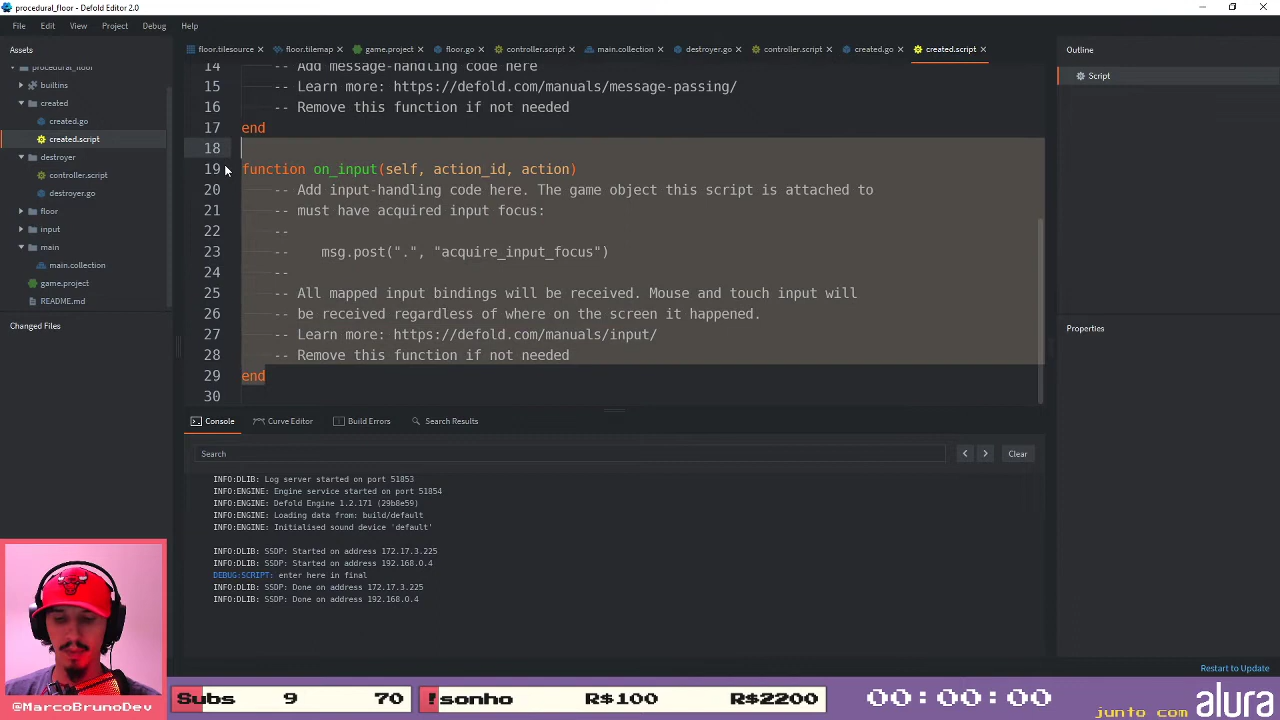 procedural_floor - Defold Editor 2.0
File Edit View Project Debug Help
Assets
floor.tilesource × floor.tilemap × game.project × floor.go × controller.script × main.collection × destroyer.go × controller.script × created.go × created.script ×
Outline
procedural_floor
builtins
created
created.go
created.script
destroyer
controller.script
destroyer.go
floor
input
main
main.collection
game.project
README.md
Changed Files
14 -- Add message-handling code here
15 -- Learn more: https://defold.com/manuals/message-passing/
16 -- Remove this function if not needed
17 end
18
19 function on_input(self, action_id, action)
20 -- Add input-handling code here. The game object this script is attached to
21 -- must have acquired input focus:
22 --
23 -- msg.post(".", "acquire_input_focus")
24 --
25 -- All mapped input bindings will be received. Mouse and touch input will
26 -- be received regardless of where on the screen it happened.
27 -- Learn more: https://defold.com/manuals/input/
28 -- Remove this function if not needed
29 end
30
Script
Properties
Console Curve Editor Build Errors Search Results
Search
Clear
INFO:DLIB: Log server started on port 51853
INFO:ENGINE: Engine service started on port 51854
INFO:ENGINE: Defold Engine 1.2.171 (29b8e59)
INFO:ENGINE: Loading data from: build/default
INFO:ENGINE: Initialised sound device 'default'
INFO:DLIB: SSDP: Started on address 172.17.3.225
INFO:DLIB: SSDP: Started on address 192.168.0.4
DEBUG:SCRIPT: enter here in final
INFO:DLIB: SSDP: Done on address 172.17.3.225
INFO:DLIB: SSDP: Done on address 192.168.0.4
Restart to Update
@MarcoBrunoDev
Subs 9 70
!sonho R$100 R$2200
00:00:00
junto com alura